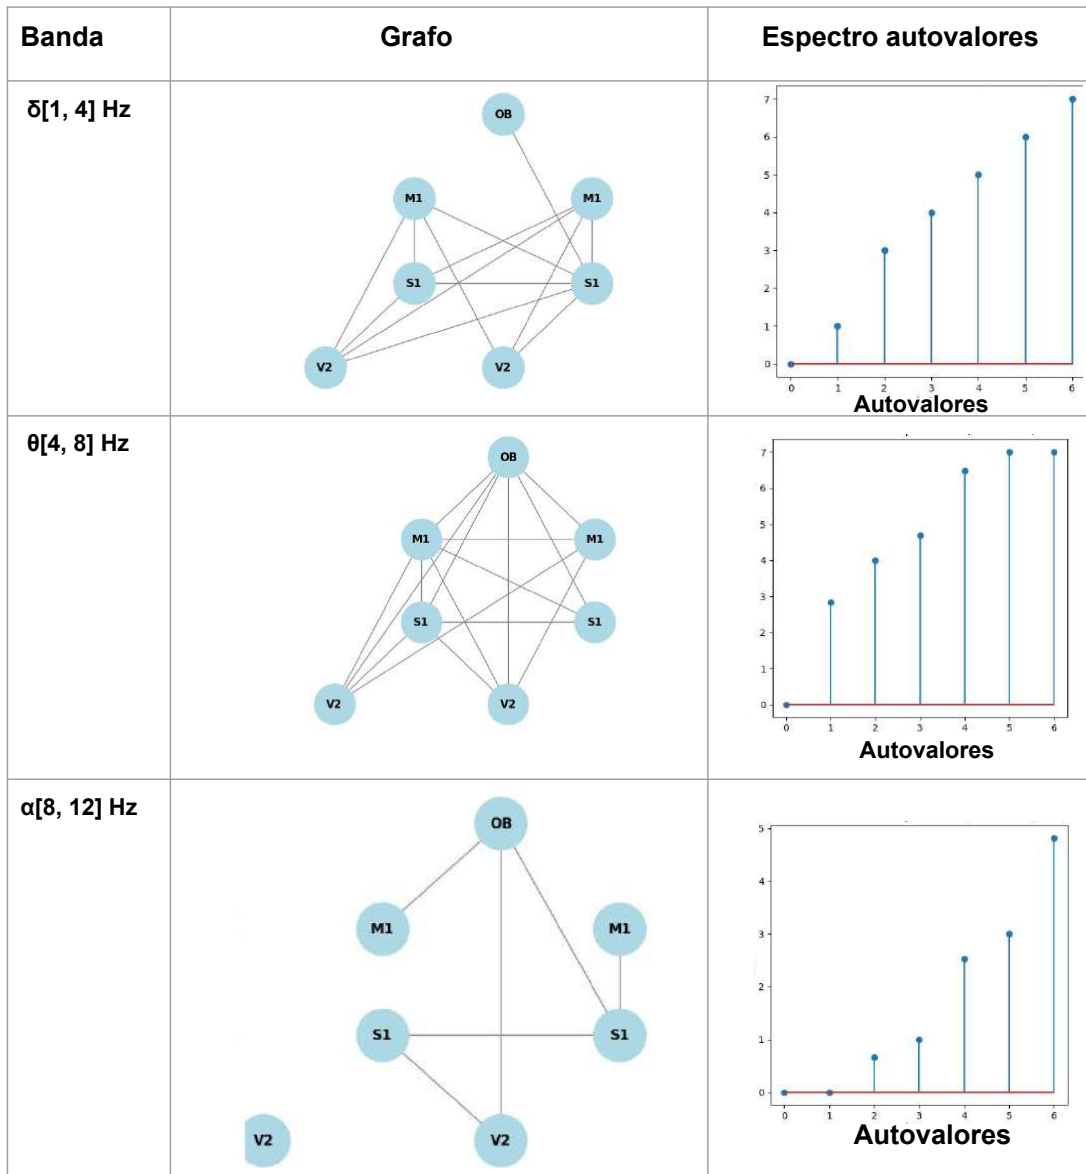 Banda Grafo Espectro autovalores
δ[1, 4] Hz
OB
M1 M1
S1 S1
V2 V2
7
6
5
4
3
2
1
0
0 1 2 3 4 5 6
Autovalores
θ[4, 8] Hz
OB
M1 M1
S1 S1
V2 V2
7
6
5
4
3
2
1
0
0 1 2 3 4 5 6
Autovalores
α[8, 12] Hz
OB
M1 M1
S1 S1
V2 V2
5
4
3
2
1
0
0 1 2 3 4 5 6
Autovalores